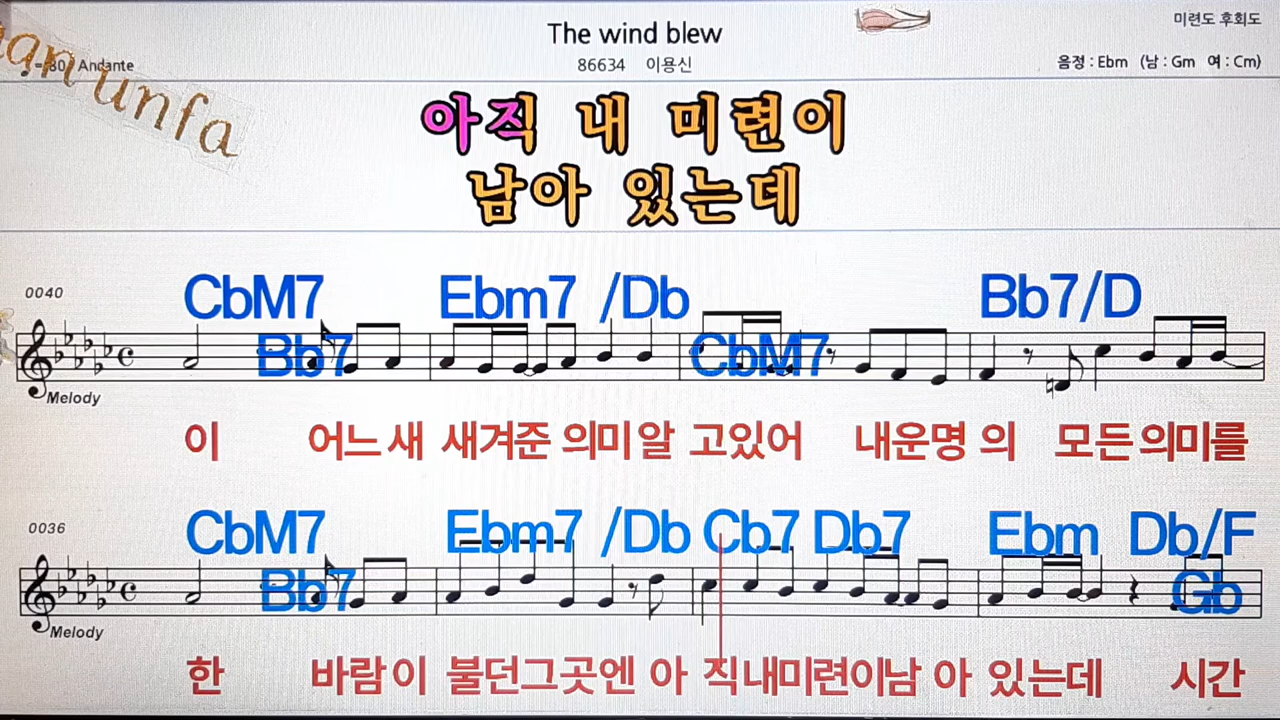 The wind blew
미련도 후회도
86634 이용신
= 80 Andante
음정 : Ebm (남 : Gm 여 : Cm)
an unfa
아직 내 미련이
남아 있는데
0040
CbM7 Ebm7 /Db Bb7/D
Bb7 CbM7
Melody
이 어느새 새겨준 의미알 고있어 내운명 의 모든의미를
0036
CbM7 Ebm7 /Db Cb7 Db7 Ebm Db/F
Bb7 Gb
Melody
한 바람이 불던그곳엔 아 직내미련이남 아 있는데 시간